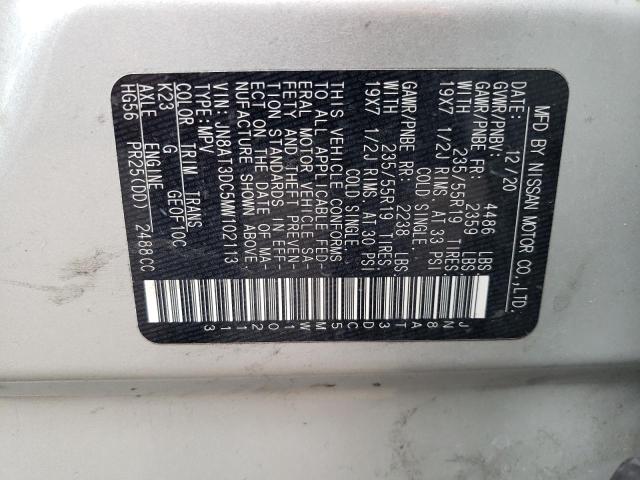 MFD BY NISSAN MOTOR CO.,LTD.
DATE: 12/20
GVWR/PNBV: 4486 LBS
GAWR/PNBE FR: 2359 LBS
WITH 235/55R19 TIRES
19X7 1/2J RIMS AT 33 PSI
COLD SINGLE.
GAWR/PNBE RR: 2238 LBS
WITH 235/55R19 TIRES
19X7 1/2J RIMS AT 30 PSI
COLD SINGLE.
THIS VEHICLE CONFORMS
TO ALL APPLICABLE FED-
ERAL MOTOR VEHICLE SA-
FETY AND THEFT PREVEN-
TION STANDARDS IN EFF-
ECT ON THE DATE OF MA-
NUFACTURE SHOWN ABOVE.
VIN: JN8AT3DC5MW102113
TYPE: MPV
COLOR TRIM TRANS
K23 G GE0F10C
AXLE ENGINE
HG56 PR25(DD) 2488CC
JN8AT3DC5MW102113